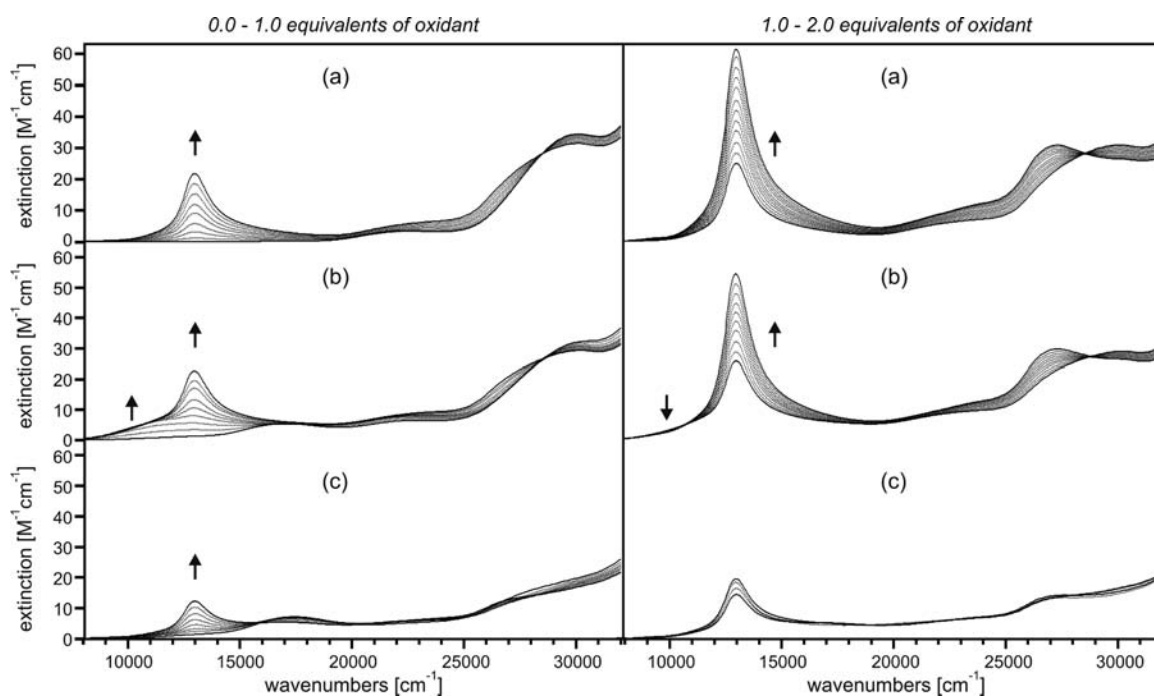 0.0 - 1.0 equivalents of oxidant
1.0 - 2.0 equivalents of oxidant
extinction [M⁻¹cm⁻¹]
60
50
40
30
20
10
0
(a)
(a)
extinction [M⁻¹cm⁻¹]
60
50
40
30
20
10
0
(b)
(b)
extinction [M⁻¹cm⁻¹]
60
50
40
30
20
10
0
(c)
(c)
10000 15000 20000 25000 30000
10000 15000 20000 25000 30000
wavenumbers [cm⁻¹]
wavenumbers [cm⁻¹]